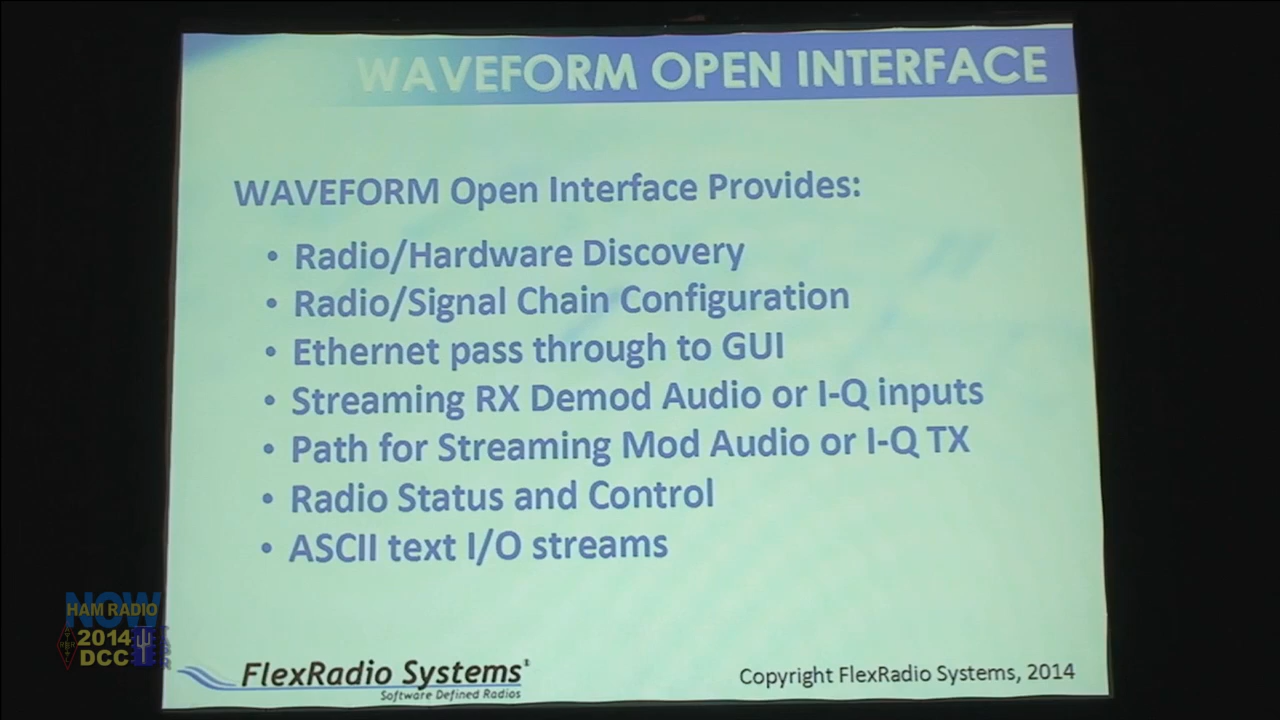 WAVEFORM OPEN INTERFACE
WAVEFORM Open Interface Provides:
• Radio/Hardware Discovery
• Radio/Signal Chain Configuration
• Ethernet pass through to GUI
• Streaming RX Demod Audio or I-Q inputs
• Path for Streaming Mod Audio or I-Q TX
• Radio Status and Control
• ASCII text I/O streams
NOW
HAM RADIO
2014
DCC
FlexRadio Systems
Software Defined Radios
Copyright FlexRadio Systems, 2014